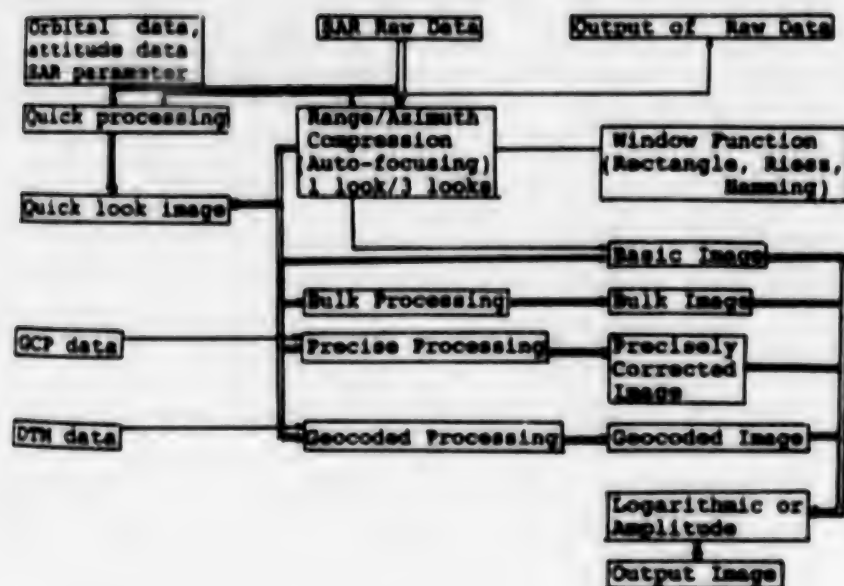 Orbital data,
attitude data
SAR parameter
SAR Raw Data
Output of Raw Data
Quick processing
Range/Azimuth
Compression
(Auto-focusing)
1 look/3 looks
Window Function
(Rectangle, Riess,
Hamming)
Quick look image
Basic Image
Bulk Processing
Bulk Image
GCP data
Precise Processing
Precisely
Corrected
Image
DTM data
Geocoded Processing
Geocoded Image
Logarithmic or
Amplitude
Output Image